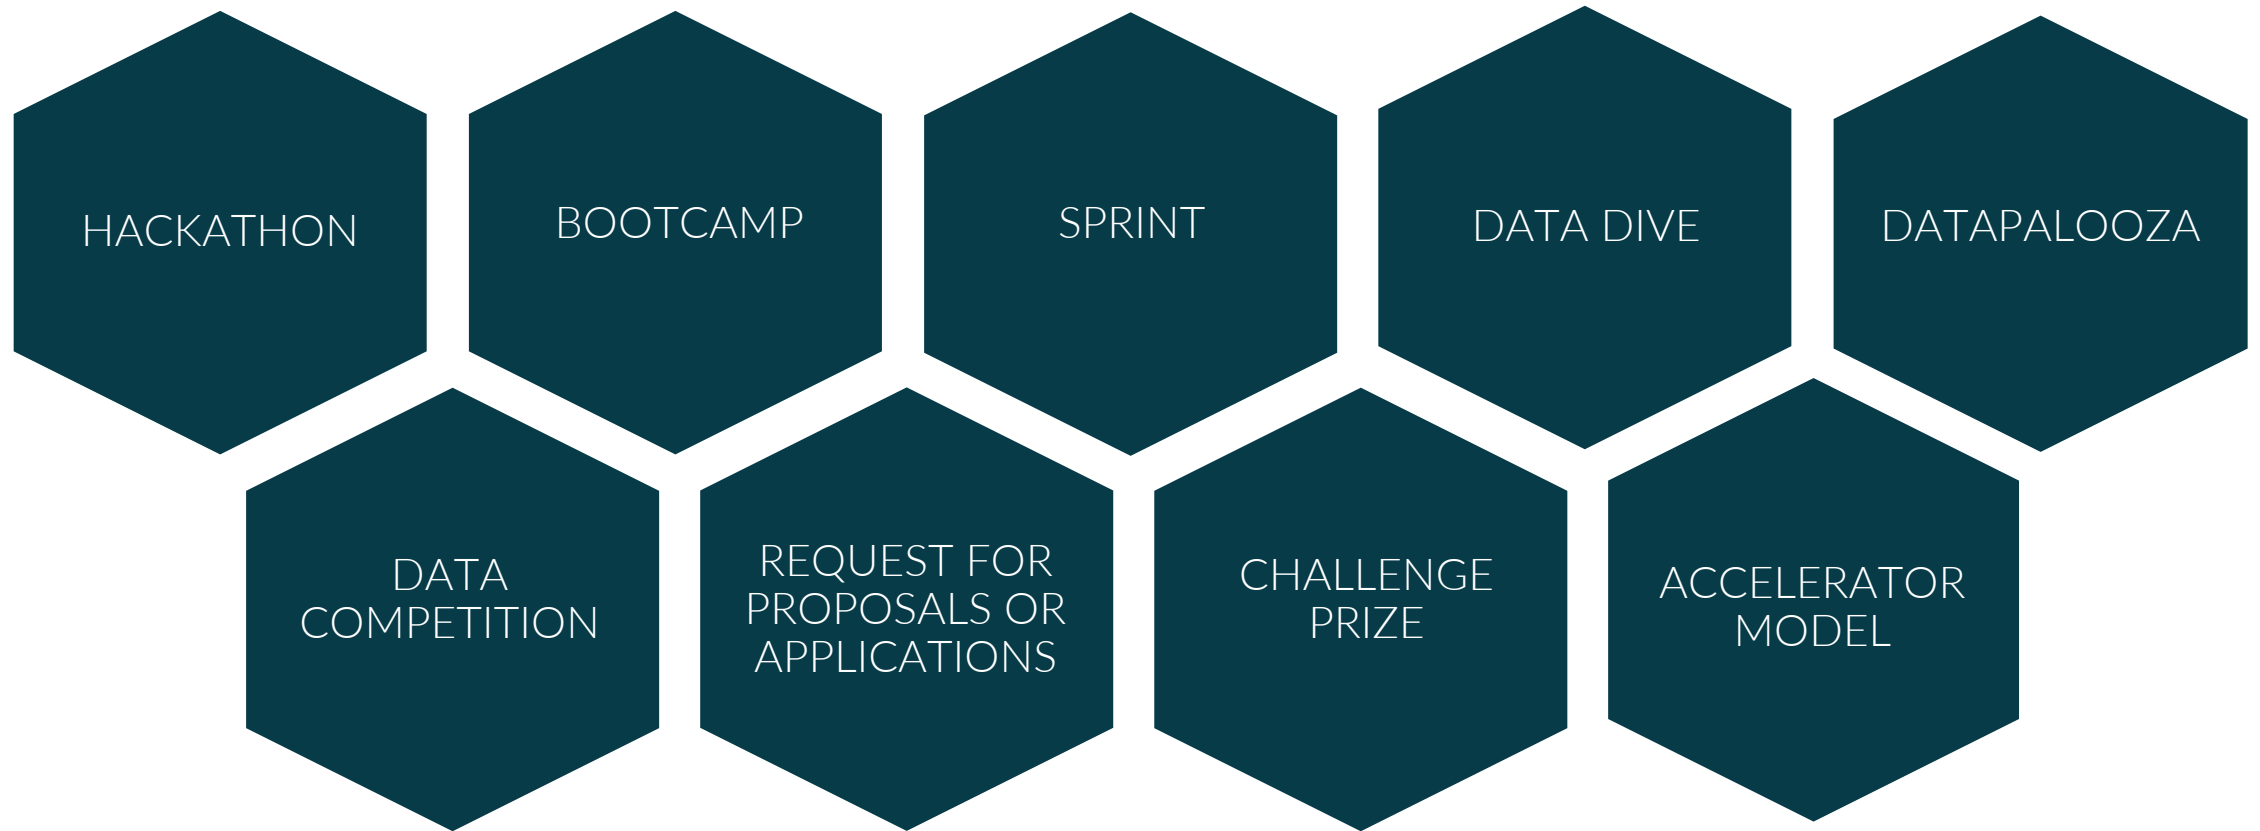 HACKATHON
BOOTCAMP
SPRINT
DATA DIVE
DATAPALOOZA
DATA
COMPETITION
REQUEST FOR
PROPOSALS OR
APPLICATIONS
CHALLENGE
PRIZE
ACCELERATOR
MODEL